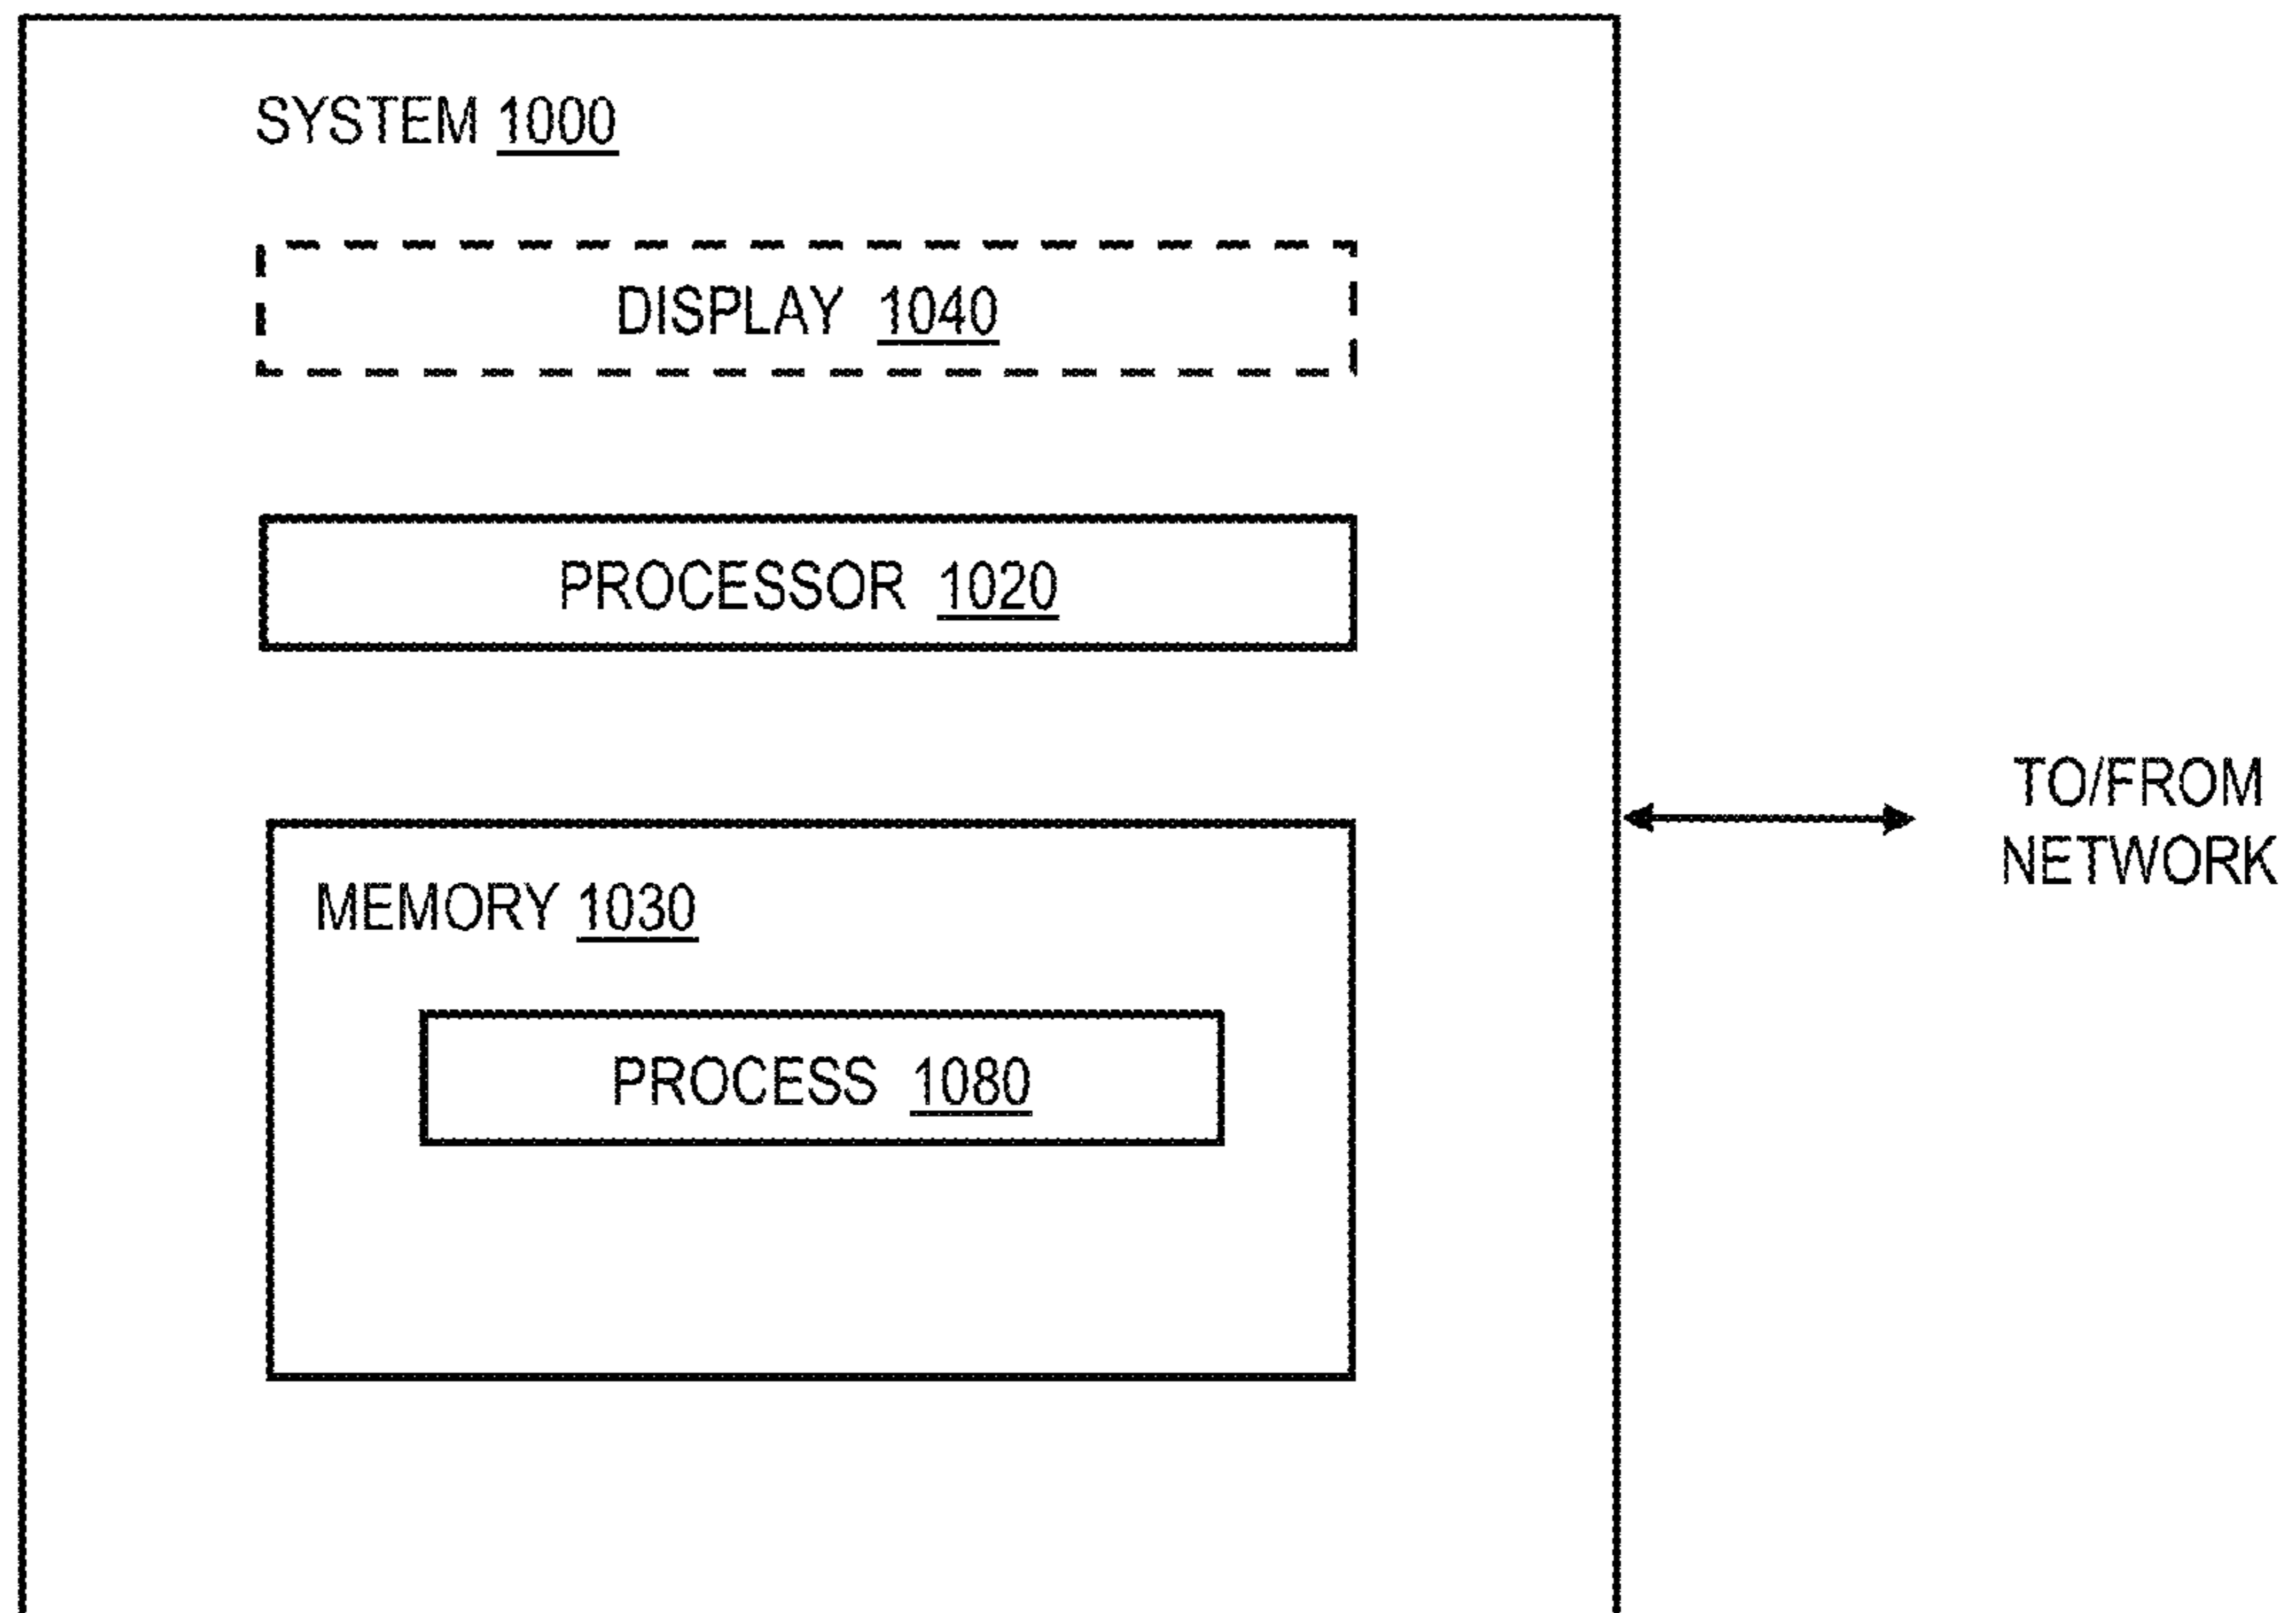 SYSTEM 1000
DISPLAY 1040
PROCESSOR 1020
TO/FROM
NETWORK
MEMORY 1030
PROCESS 1080